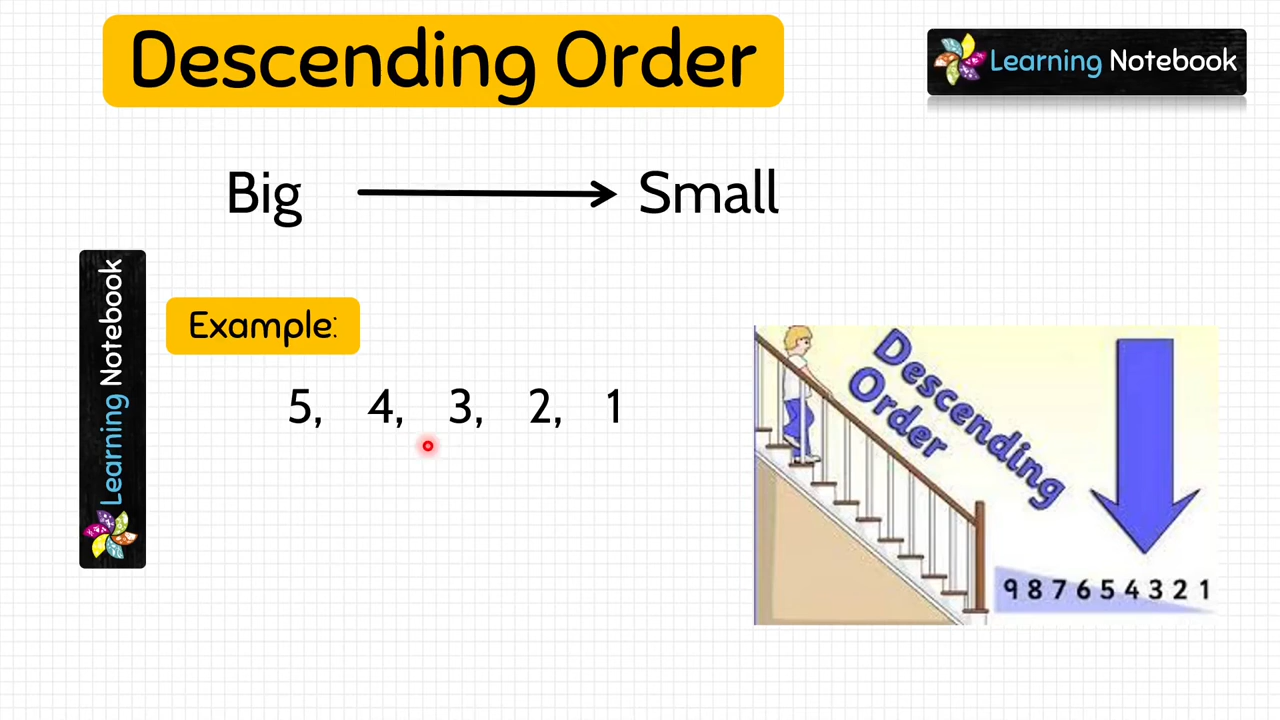 Descending Order
Learning Notebook
Big
Small
Learning Notebook
Example:
5, 4, 3, 2, 1
Descending
Order
9 8 7 6 5 4 3 2 1